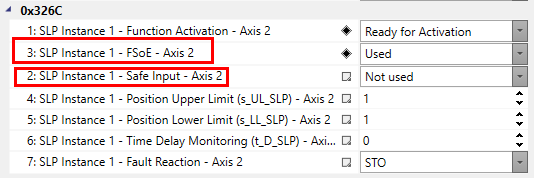 0x326C
1: SLP Instance 1 - Function Activation - Axis 2 Ready for Activation
3: SLP Instance 1 - FSoE - Axis 2 Used
2: SLP Instance 1 - Safe Input - Axis 2 Not used
4: SLP Instance 1 - Position Upper Limit (s_UL_SLP) - Axis 2 1
5: SLP Instance 1 - Position Lower Limit (s_LL_SLP) - Axis 2 1
6: SLP Instance 1 - Time Delay Monitoring (t_D_SLP) - Axi... 0
7: SLP Instance 1 - Fault Reaction - Axis 2 STO